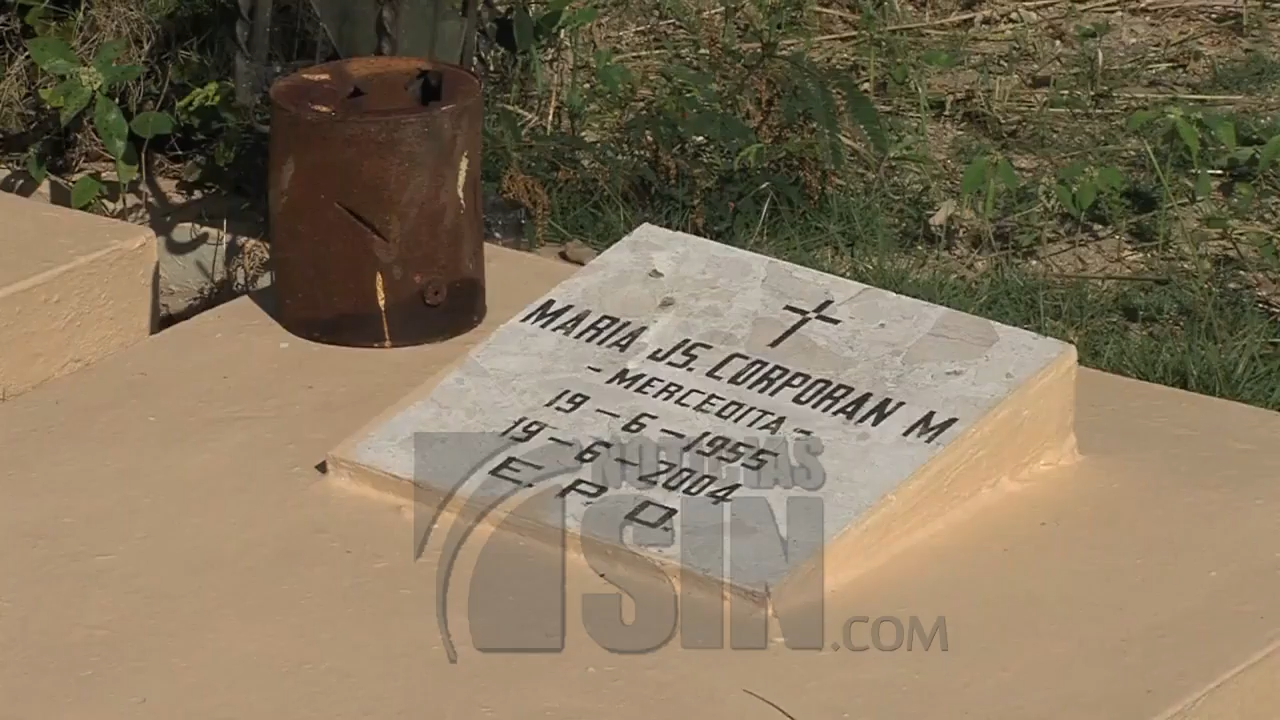 MARIA JS. CORPORAN M
- MERCEDITA -
19-6-1955
19-6-2004
E. P. D.
NOTICIAS
SIN
.COM